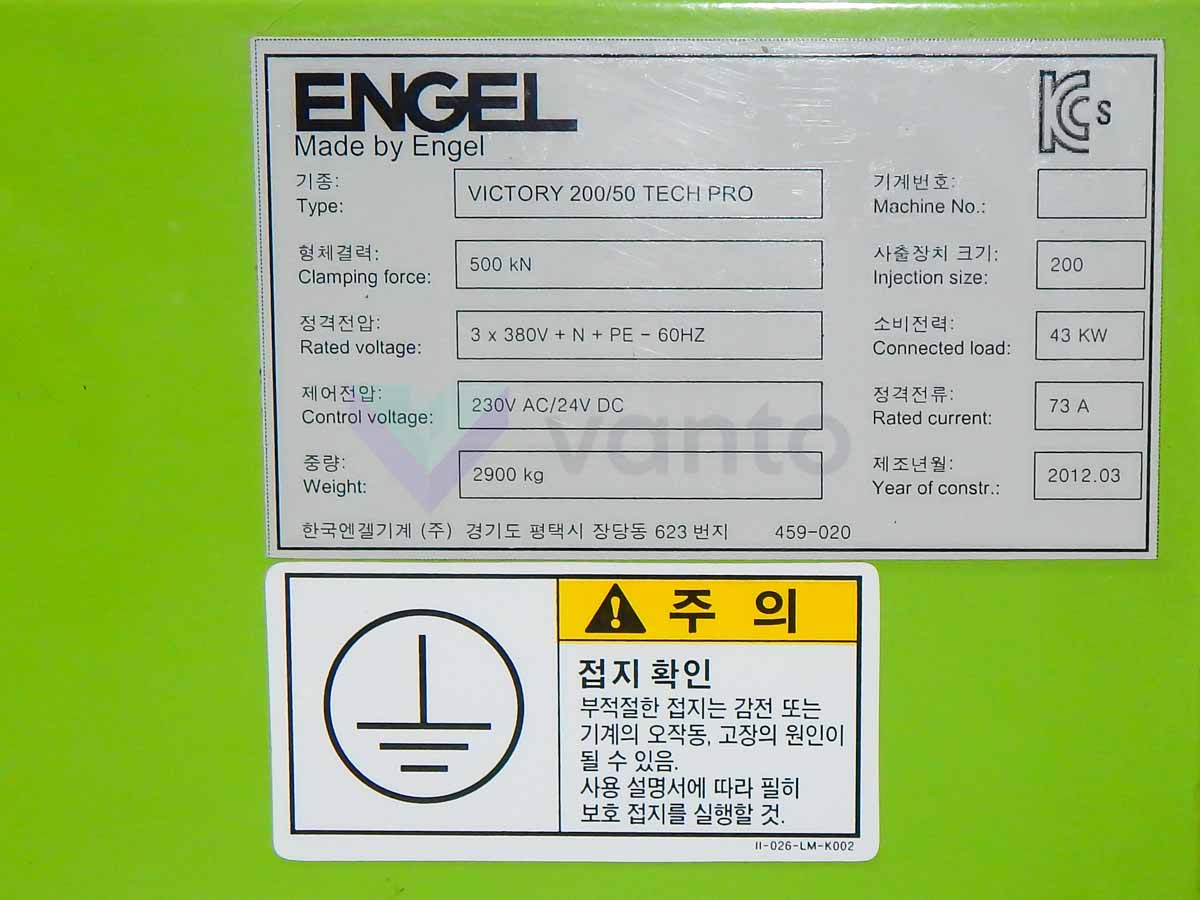 ENGEL
Made by Engel
KCs
기종:
Type:
VICTORY 200/50 TECH PRO
기계번호:
Machine No.:
형체결력:
Clamping force:
500 kN
사출장치 크기:
Injection size:
200
정격전압:
Rated voltage:
3 x 380V + N + PE - 60HZ
소비전력:
Connected load:
43 KW
제어전압:
Control voltage:
230V AC/24V DC
정격전류:
Rated current:
73 A
중량:
Weight:
2900 kg
제조년월:
Year of constr.:
2012.03
한국엔겔기계 (주) 경기도 평택시 장당동 623 번지 459-020
vanto
주 의
접지 확인
부적절한 접지는 감전 또는
기계의 오작동, 고장의 원인이
될 수 있음.
사용 설명서에 따라 필히
보호 접지를 실행할 것.
II-026-LM-K002